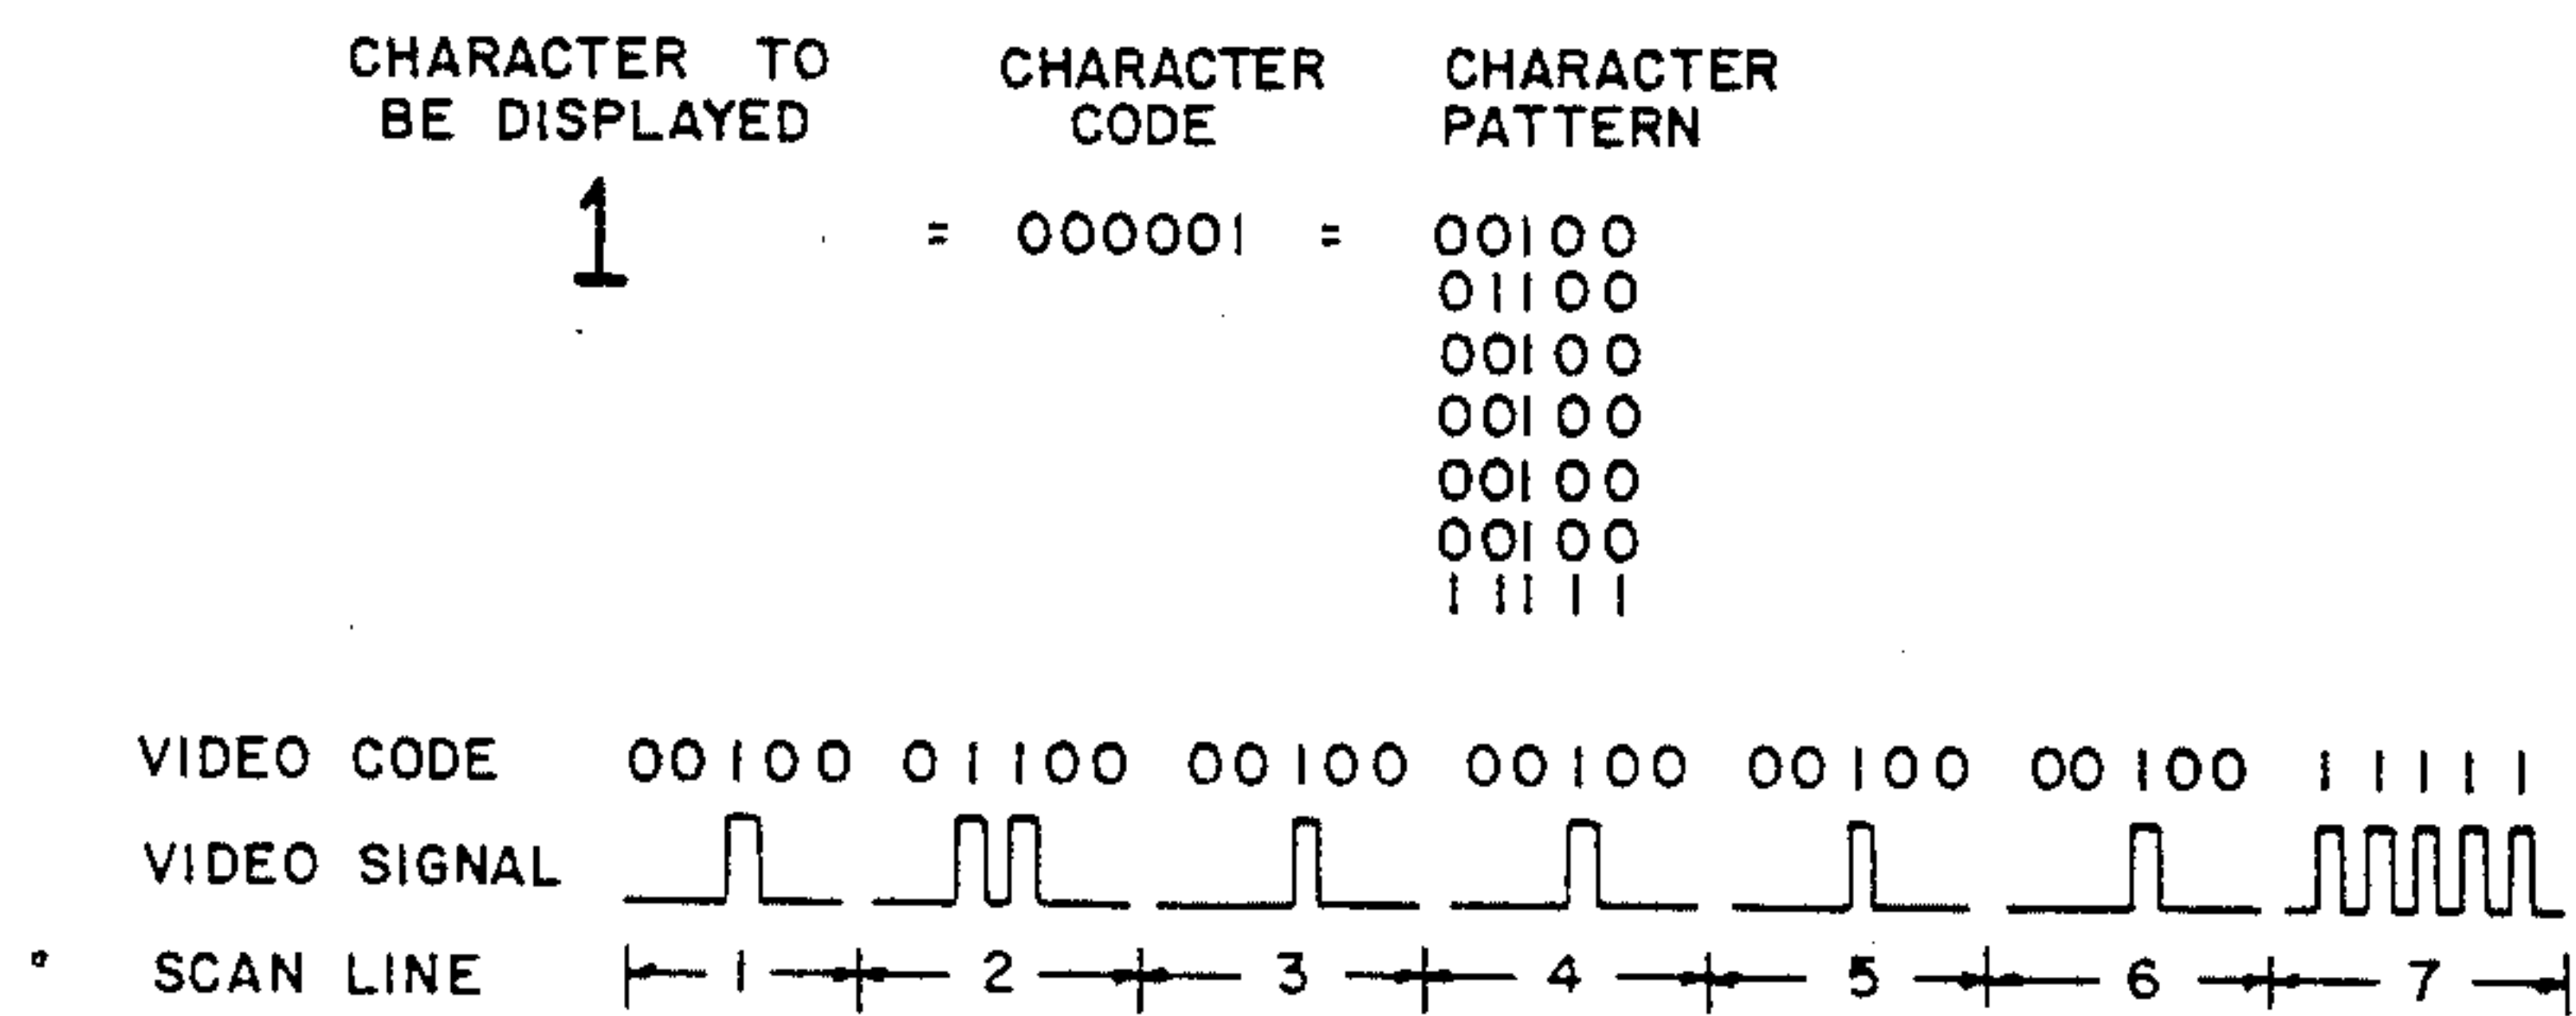 CHARACTER TO
BE DISPLAYED
CHARACTER
CODE
CHARACTER
PATTERN
1 = 000001 = 00100
01100
00100
00100
00100
00100
11111
VIDEO CODE 00100 01100 00100 00100 00100 00100 11111
VIDEO SIGNAL
SCAN LINE 1 2 3 4 5 6 7